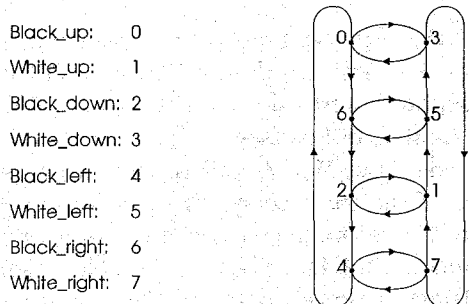 Black_up: 0
White_up: 1
Black_down: 2
White_down: 3
Black_left: 4
White_left: 5
Black_right: 6
White_right: 7
0 3
6 5
2 1
4 7